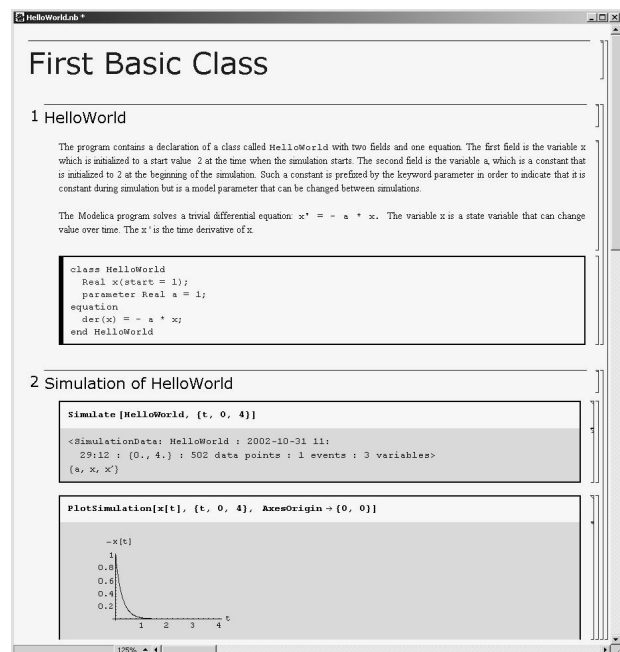 HelloWorld.nb *
First Basic Class
1 HelloWorld
The program contains a declaration of a class called HelloWorld with two fields and one equation. The first field is the variable x
which is initialized to a start value 2 at the time when the simulation starts. The second field is the variable a, which is a constant that
is initialized to 2 at the beginning of the simulation. Such a constant is prefixed by the keyword parameter in order to indicate that it is
constant during simulation but is a model parameter that can be changed between simulations.
The Modelica program solves a trivial differential equation: x' = - a * x. The variable x is a state variable that can change
value over time. The x ' is the time derivative of x.
class HelloWorld
Real x(start = 1);
parameter Real a = 1;
equation
der(x) = - a * x;
end HelloWorld
2 Simulation of HelloWorld
Simulate[HelloWorld, {t, 0, 4}]
<SimulationData: HelloWorld : 2002-10-31 11:
29:12 : {0., 4.} : 502 data points : 1 events : 3 variables>
{a, x, x′}
PlotSimulation[x[t], {t, 0, 4}, AxesOrigin → {0, 0}]
—x[t]
1
0.8
0.6
0.4
0.2
1 2 3 4 t
125%